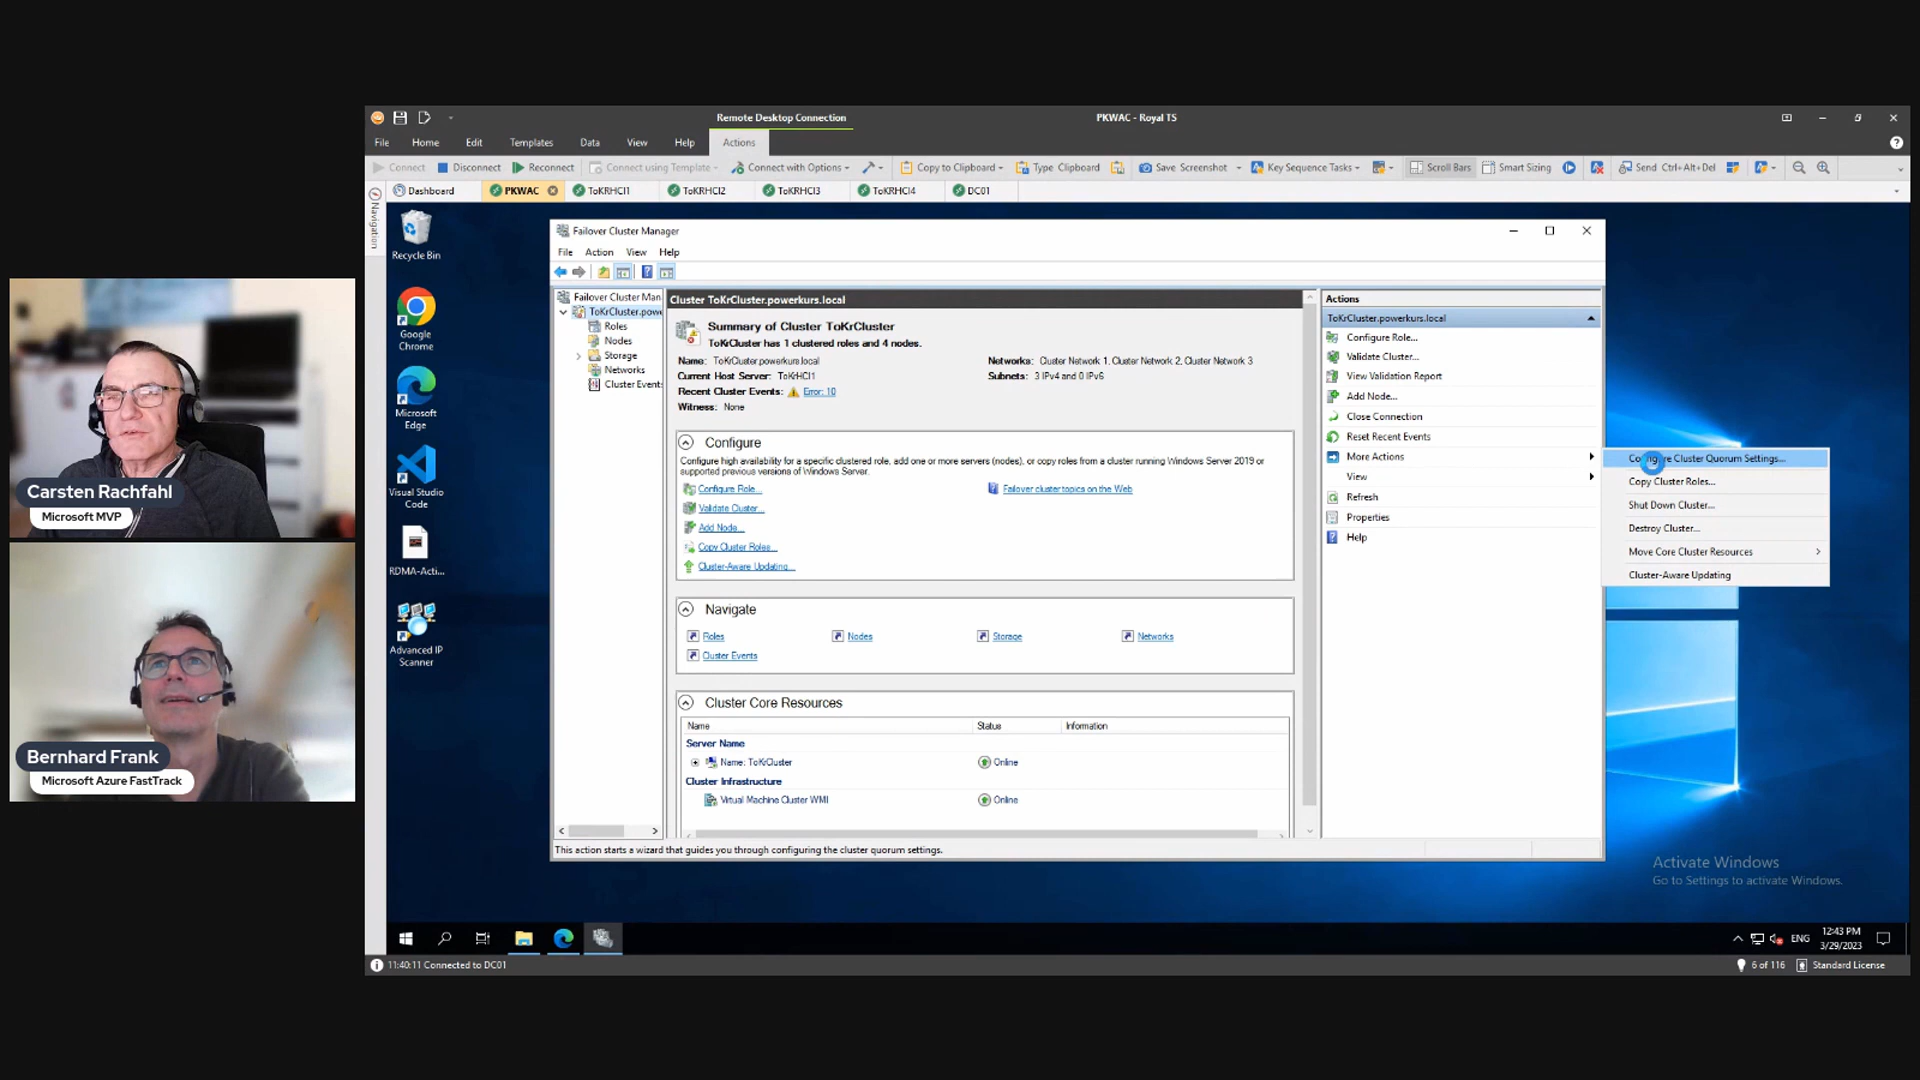 Remote Desktop Connection
PKWAC - Royal TS
File Home Edit Templates Data View Help Actions
Connect Disconnect Reconnect Connect using Template Connect with Options Copy to Clipboard Type Clipboard Save Screenshot Key Sequence Tasks Scroll Bars Smart Sizing Send Ctrl+Alt+Del
Dashboard PKWAC ToKRHCI1 ToKRHCI2 ToKRHCI3 ToKRHCI4 DC01
Navigation
Recycle Bin
Google
Chrome
Microsoft
Edge
Visual Studio
Code
RDMA-Acti...
Advanced IP
Scanner
Failover Cluster Manager
File Action View Help
Failover Cluster Man
ToKrCluster.pow
Roles
Nodes
Storage
Networks
Cluster Event
Cluster ToKrCluster.powerkurs.local
Summary of Cluster ToKrCluster
ToKrCluster has 1 clustered roles and 4 nodes.
Name: ToKrCluster.powerkurs.local
Networks: Cluster Network 1, Cluster Network 2, Cluster Network 3
Current Host Server: ToKRHCI1
Subnets: 3 IPv4 and 0 IPv6
Recent Cluster Events: Error: 10
Witness: None
Configure
Configure high availability for a specific clustered role, add one or more servers (nodes), or copy roles from a cluster running Windows Server 2019 or
supported previous versions of Windows Server.
Configure Role...
Failover cluster topics on the Web
Validate Cluster...
Add Node...
Copy Cluster Roles...
Cluster-Aware Updating...
Navigate
Roles Nodes Storage Networks
Cluster Events
Cluster Core Resources
Name Status Information
Server Name
Name: ToKrCluster Online
Cluster Infrastructure
Virtual Machine Cluster WMI Online
This action starts a wizard that guides you through configuring the cluster quorum settings.
Actions
ToKrCluster.powerkurs.local
Configure Role...
Validate Cluster...
View Validation Report
Add Node...
Close Connection
Reset Recent Events
More Actions
View
Refresh
Properties
Help
Cluster Quorum Settings...
Copy Cluster Roles...
Shut Down Cluster...
Destroy Cluster...
Move Core Cluster Resources
Cluster-Aware Updating
Activate Windows
Go to Settings to activate Windows.
ENG
12:43 PM
3/29/2023
11:40:11 Connected to DC01
6 of 116
Standard License
Carsten Rachfahl
Microsoft MVP
Bernhard Frank
Microsoft Azure FastTrack